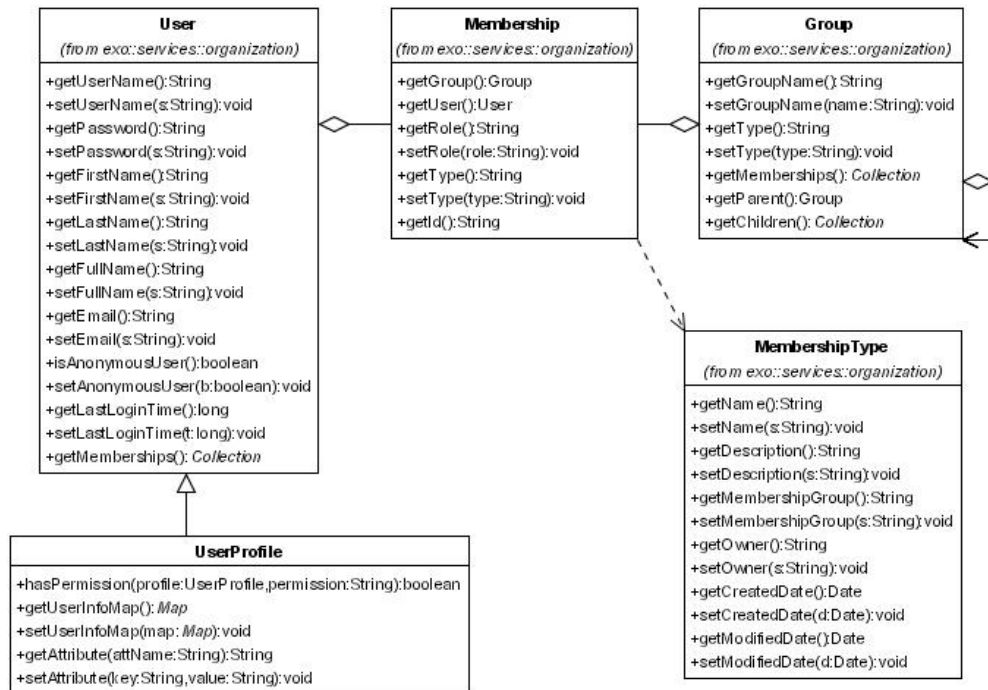 User
(from exo::services::organization)
+getUserName():String
+setUserName(s:String):void
+getPassword():String
+setPassword(s:String):void
+getFirstName():String
+setFirstName(s:String):void
+getLastName():String
+setLastName(s:String):void
+getFullName():String
+setFullName(s:String):void
+getEmail():String
+setEmail(s:String):void
+isAnonymousUser():boolean
+setAnonymousUser(b:boolean):void
+getLastLoginTime():long
+setLastLoginTime(t:long):void
+getMemberships(): Collection
Membership
(from exo::services::organization)
+getGroup():Group
+getUser():User
+getRole():String
+setRole(role:String):void
+getType():String
+setType(type:String):void
+getId():String
Group
(from exo::services::organization)
+getGroupName():String
+setGroupName(name:String):void
+getType():String
+setType(type:String):void
+getMemberships(): Collection
+getParent():Group
+getChildren(): Collection
MembershipType
(from exo::services::organization)
+getName():String
+setName(s:String):void
+getDescription():String
+setDescription(s:String):void
+getMembershipGroup():String
+setMembershipGroup(s:String):void
+getOwner():String
+setOwner(s:String):void
+getCreatedDate():Date
+setCreatedDate(d:Date):void
+getModifiedDate():Date
+setModifiedDate(d:Date):void
UserProfile
+hasPermission(profile:UserProfile,permission:String):boolean
+getUserInfoMap(): Map
+setUserInfoMap(map: Map):void
+getAttribute(attName:String):String
+setAttribute(key:String,value:String):void